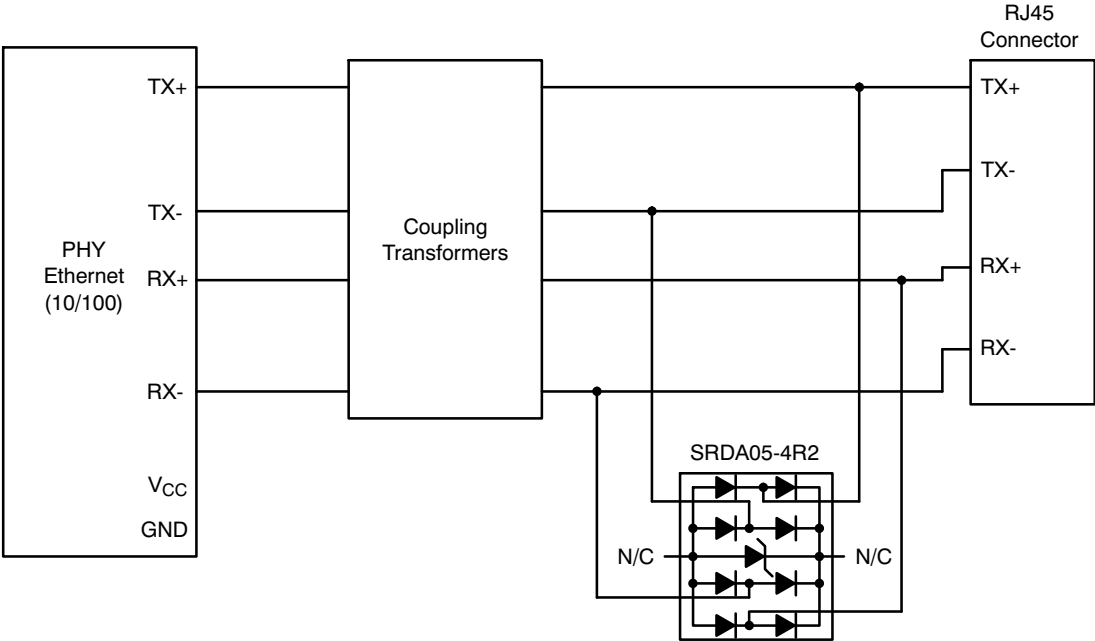 RJ45
Connector
TX+
TX-
RX+
RX-
PHY
Ethernet
(10/100)
V_CC
GND
Coupling
Transformers
TX+
TX-
RX+
RX-
SRDA05-4R2
N/C
N/C